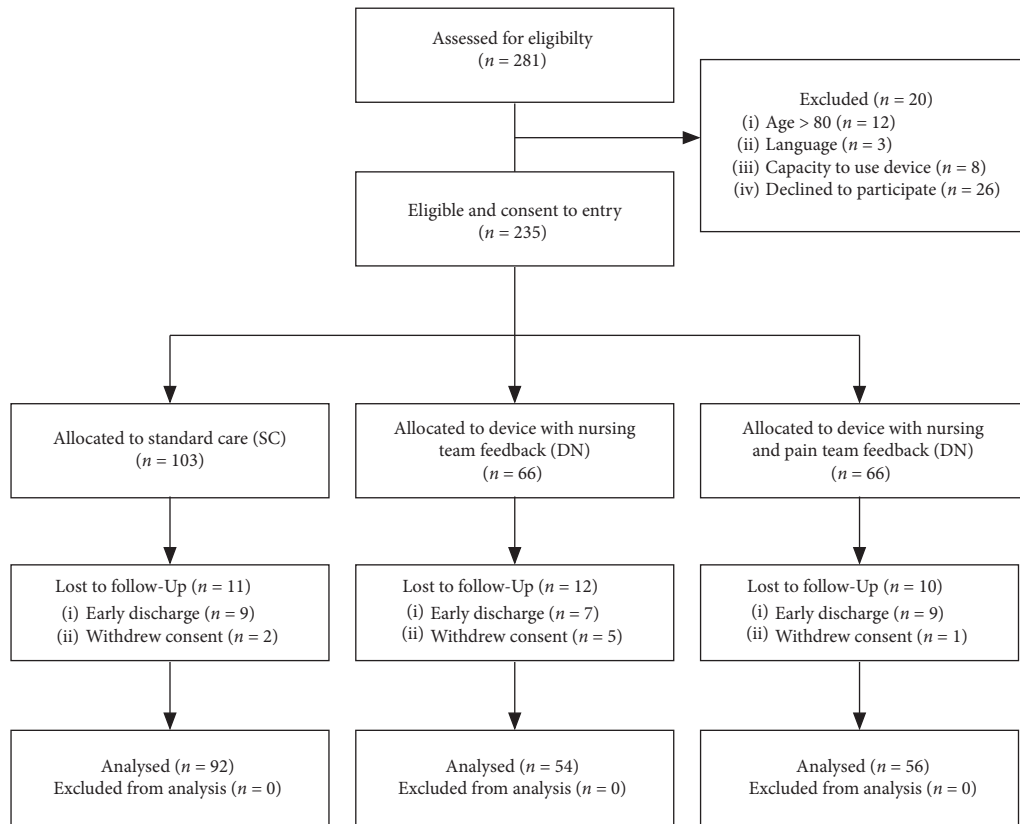 Assessed for eligibilty
(n = 281)
Excluded (n = 20)
(i) Age > 80 (n = 12)
(ii) Language (n = 3)
(iii) Capacity to use device (n = 8)
(iv) Declined to participate (n = 26)
Eligible and consent to entry
(n = 235)
Allocated to standard care (SC)
(n = 103)
Allocated to device with nursing
team feedback (DN)
(n = 66)
Allocated to device with nursing
and pain team feedback (DN)
(n = 66)
Lost to follow-Up (n = 11)
(i) Early discharge (n = 9)
(ii) Withdrew consent (n = 2)
Lost to follow-Up (n = 12)
(i) Early discharge (n = 7)
(ii) Withdrew consent (n = 5)
Lost to follow-Up (n = 10)
(i) Early discharge (n = 9)
(ii) Withdrew consent (n = 1)
Analysed (n = 92)
Excluded from analysis (n = 0)
Analysed (n = 54)
Excluded from analysis (n = 0)
Analysed (n = 56)
Excluded from analysis (n = 0)